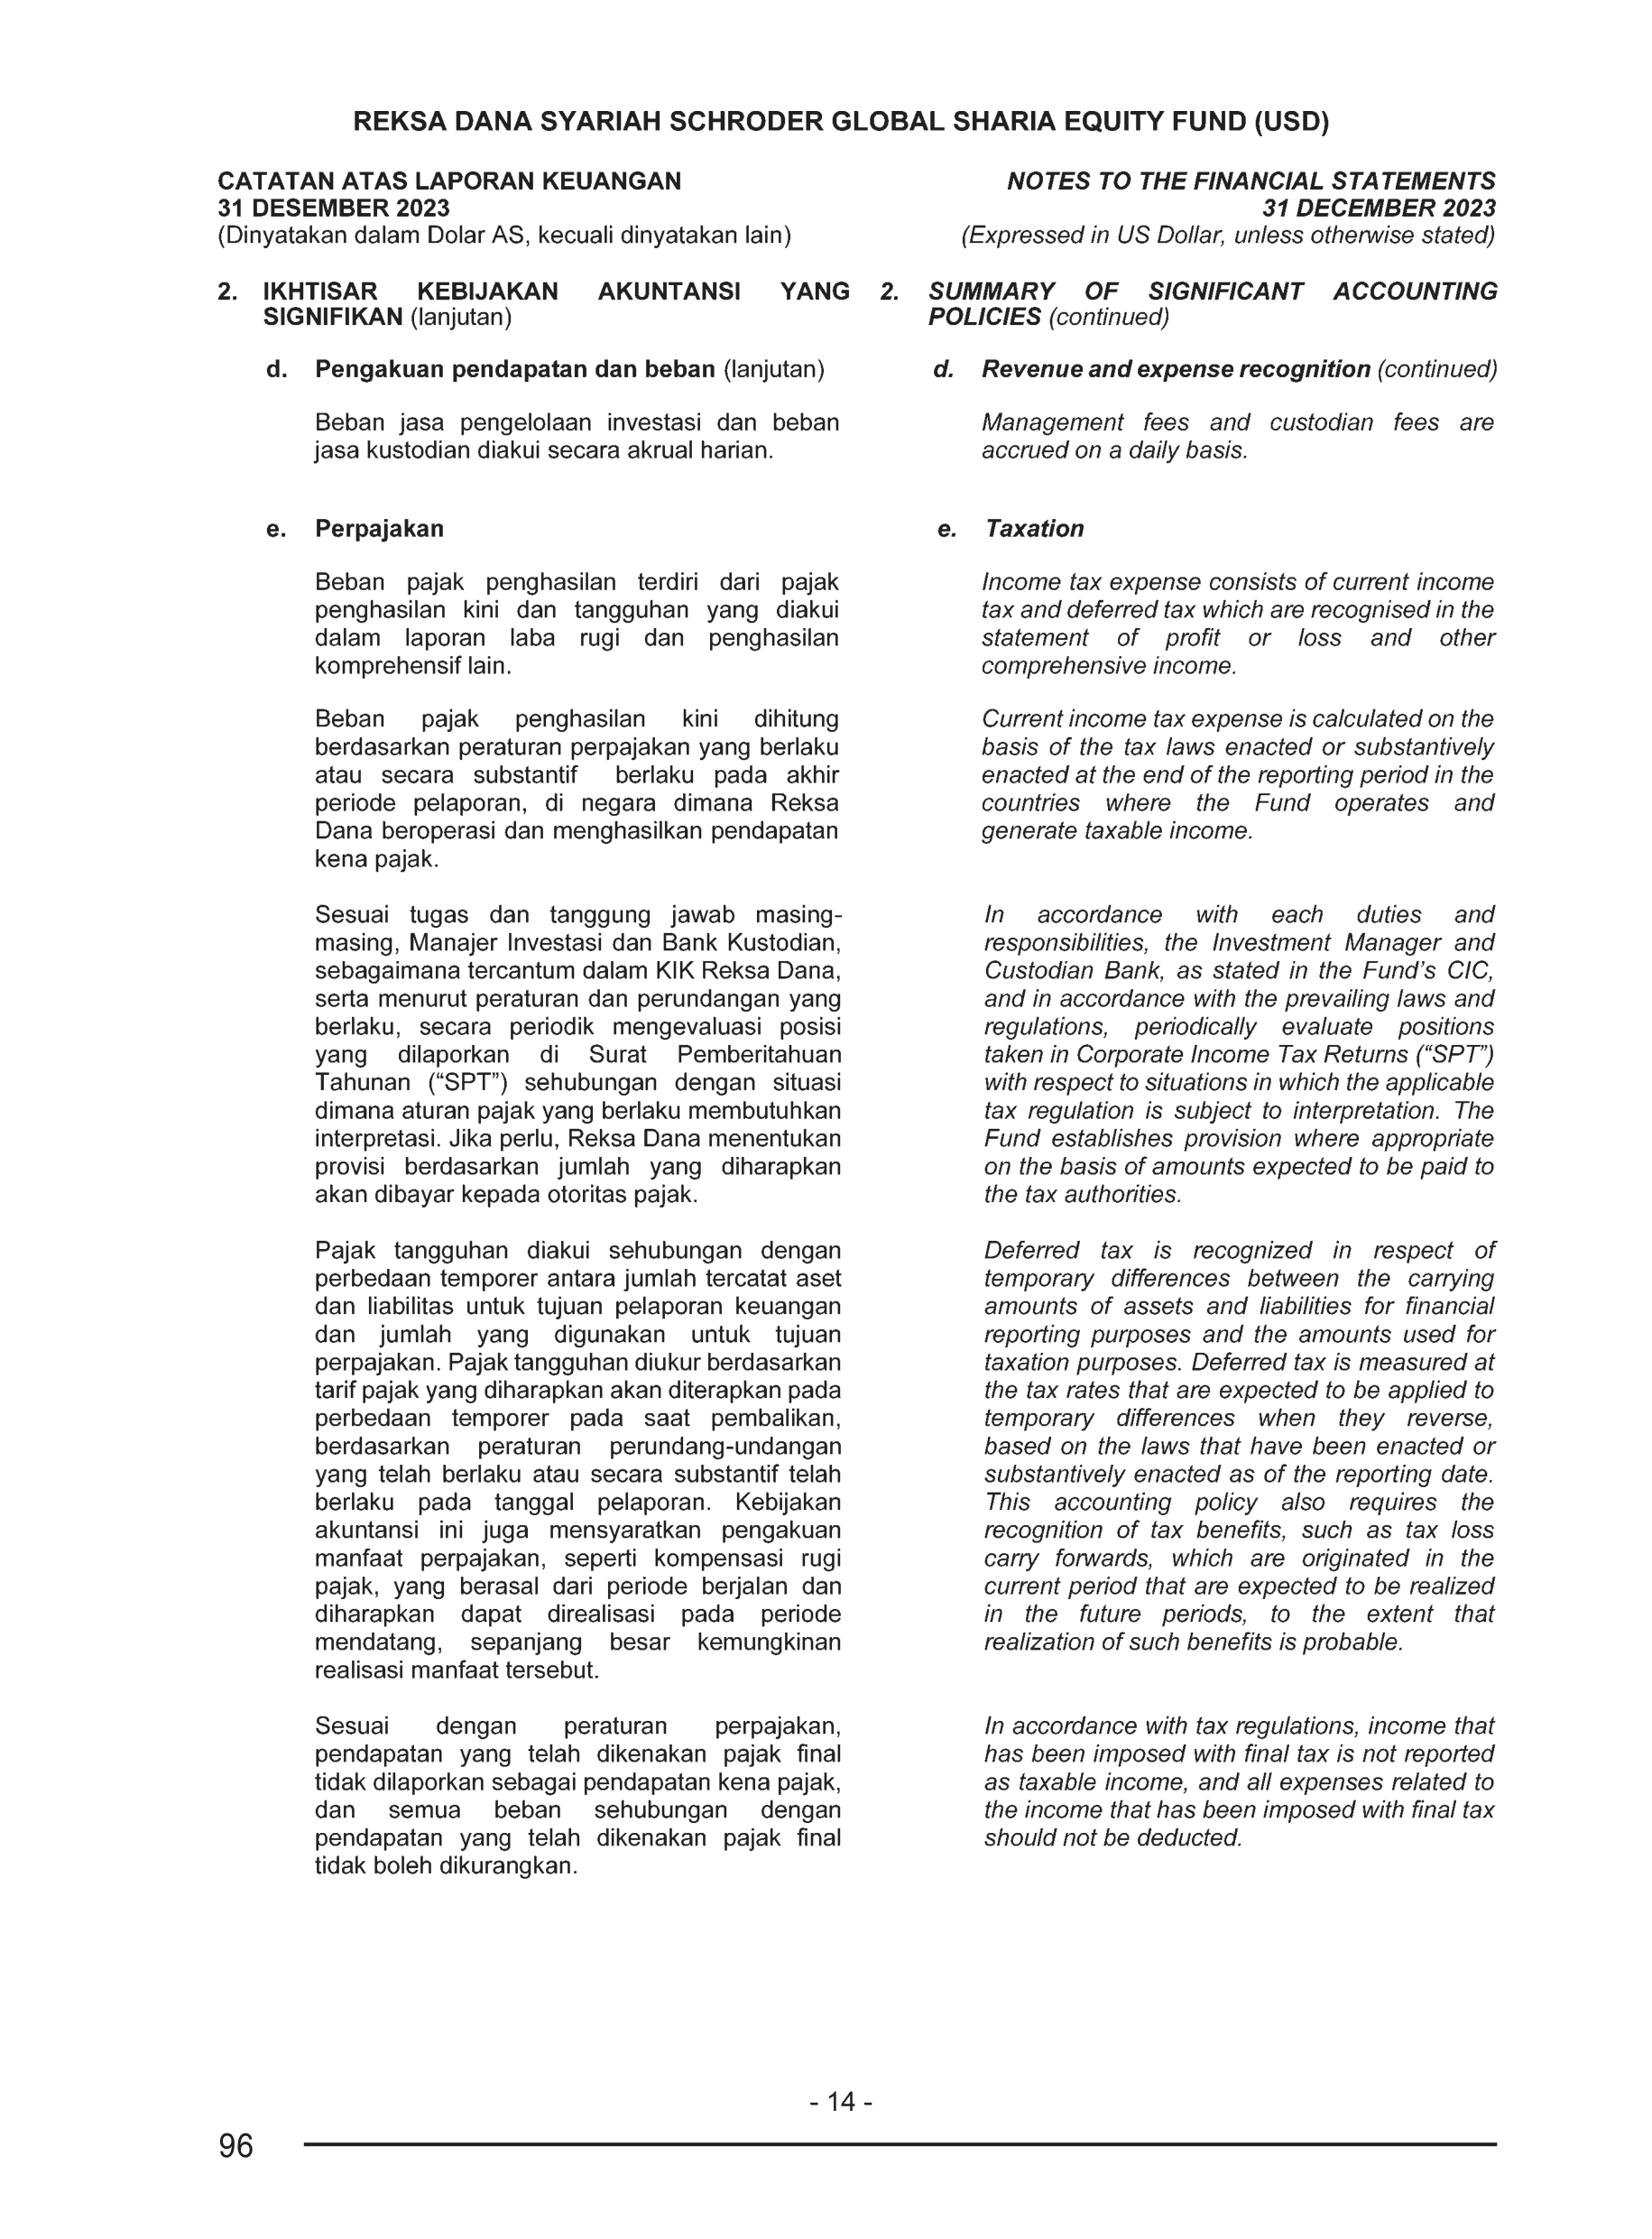 REKSA DANA SYARIAH SCHRODER GLOBAL SHARIA EQUITY FUND (USD)
CATATAN ATAS LAPORAN KEUANGAN
31 DESEMBER 2023
(Dinyatakan dalam Dolar AS, kecuali dinyatakan lain)
NOTES TO THE FINANCIAL STATEMENTS
31 DECEMBER 2023
(Expressed in US Dollar, unless otherwise stated)
2. IKHTISAR KEBIJAKAN AKUNTANSI YANG
SIGNIFIKAN (lanjutan)
d. Pengakuan pendapatan dan beban (lanjutan)
Beban jasa pengelolaan investasi dan beban
jasa kustodian diakui secara akrual harian.
e. Perpajakan
Beban pajak penghasilan terdiri dari pajak
penghasilan kini dan tangguhan yang diakui
dalam laporan laba rugi dan penghasilan
komprehensif lain.
Beban pajak penghasilan kini dihitung
berdasarkan peraturan perpajakan yang berlaku
atau secara substantif berlaku pada akhir
periode pelaporan, di negara dimana Reksa
Dana beroperasi dan menghasilkan pendapatan
kena pajak.
Sesuai tugas dan tanggung jawab masing-
masing, Manajer Investasi dan Bank Kustodian,
sebagaimana tercantum dalam KIK Reksa Dana,
serta menurut peraturan dan perundangan yang
berlaku, secara periodik mengevaluasi posisi
yang dilaporkan di Surat Pemberitahuan
Tahunan (“SPT”) sehubungan dengan situasi
dimana aturan pajak yang berlaku membutuhkan
interpretasi. Jika perlu, Reksa Dana menentukan
provisi berdasarkan jumlah yang diharapkan
akan dibayar kepada otoritas pajak.
Pajak tangguhan diakui sehubungan dengan
perbedaan temporer antara jumlah tercatat aset
dan liabilitas untuk tujuan pelaporan keuangan
dan jumlah yang digunakan untuk tujuan
perpajakan. Pajak tangguhan diukur berdasarkan
tarif pajak yang diharapkan akan diterapkan pada
perbedaan temporer pada saat pembalikan,
berdasarkan peraturan perundang-undangan
yang telah berlaku atau secara substantif telah
berlaku pada tanggal pelaporan. Kebijakan
akuntansi ini juga mensyaratkan pengakuan
manfaat perpajakan, seperti kompensasi rugi
pajak, yang berasal dari periode berjalan dan
diharapkan dapat direalisasi pada periode
mendatang, sepanjang besar kemungkinan
realisasi manfaat tersebut.
Sesuai dengan peraturan perpajakan,
pendapatan yang telah dikenakan pajak final
tidak dilaporkan sebagai pendapatan kena pajak,
dan semua beban sehubungan dengan
pendapatan yang telah dikenakan pajak final
tidak boleh dikurangkan.
2. SUMMARY OF SIGNIFICANT ACCOUNTING
POLICIES (continued)
d. Revenue and expense recognition (continued)
Management fees and custodian fees are
accrued on a daily basis.
e. Taxation
Income tax expense consists of current income
tax and deferred tax which are recognised in the
statement of profit or loss and other
comprehensive income.
Current income tax expense is calculated on the
basis of the tax laws enacted or substantively
enacted at the end of the reporting period in the
countries where the Fund operates and
generate taxable income.
In accordance with each duties and
responsibilities, the Investment Manager and
Custodian Bank, as stated in the Fund’s CIC,
and in accordance with the prevailing laws and
regulations, periodically evaluate positions
taken in Corporate Income Tax Returns (“SPT”)
with respect to situations in which the applicable
tax regulation is subject to interpretation. The
Fund establishes provision where appropriate
on the basis of amounts expected to be paid to
the tax authorities.
Deferred tax is recognized in respect of
temporary differences between the carrying
amounts of assets and liabilities for financial
reporting purposes and the amounts used for
taxation purposes. Deferred tax is measured at
the tax rates that are expected to be applied to
temporary differences when they reverse,
based on the laws that have been enacted or
substantively enacted as of the reporting date.
This accounting policy also requires the
recognition of tax benefits, such as tax loss
carry forwards, which are originated in the
current period that are expected to be realized
in the future periods, to the extent that
realization of such benefits is probable.
In accordance with tax regulations, income that
has been imposed with final tax is not reported
as taxable income, and all expenses related to
the income that has been imposed with final tax
should not be deducted.
- 14 -
96